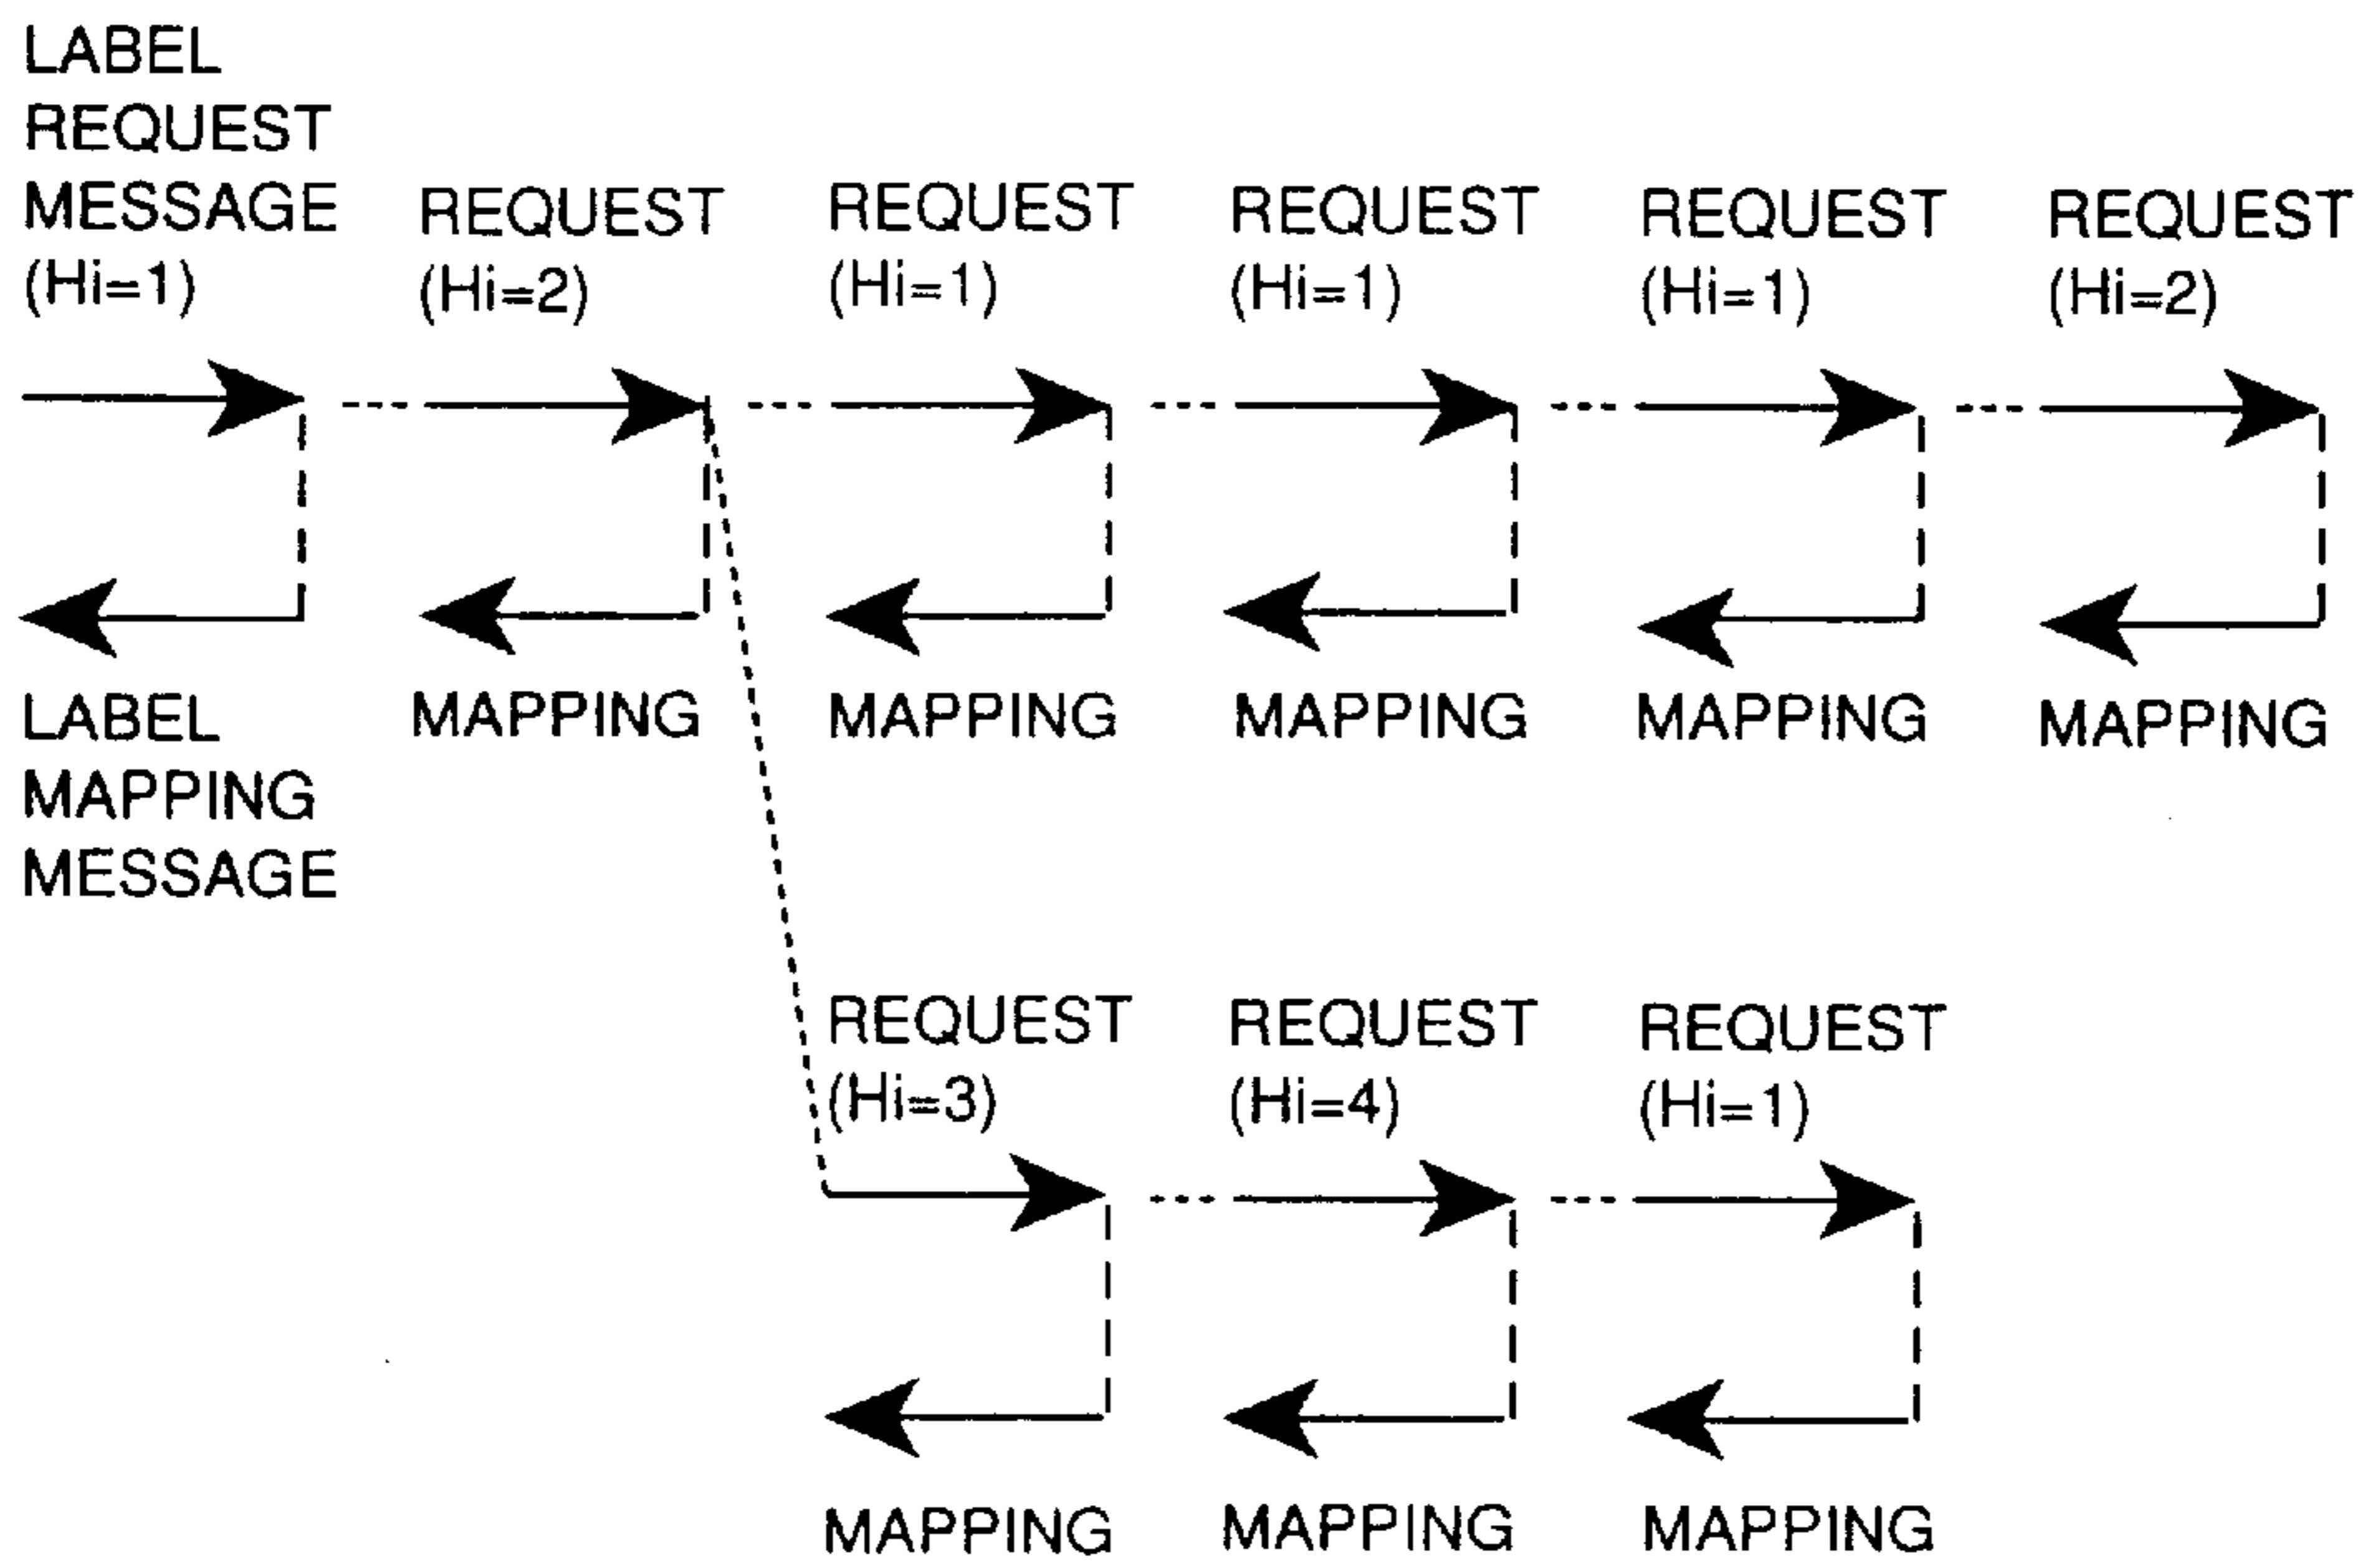 LABEL
REQUEST
MESSAGE
(Hi=1)
REQUEST
(Hi=2)
REQUEST
(Hi=1)
REQUEST
(Hi=1)
REQUEST
(Hi=1)
REQUEST
(Hi=2)
LABEL
MAPPING
MESSAGE
MAPPING
MAPPING
MAPPING
MAPPING
MAPPING
REQUEST
(Hi=3)
REQUEST
(Hi=4)
REQUEST
(Hi=1)
MAPPING
MAPPING
MAPPING